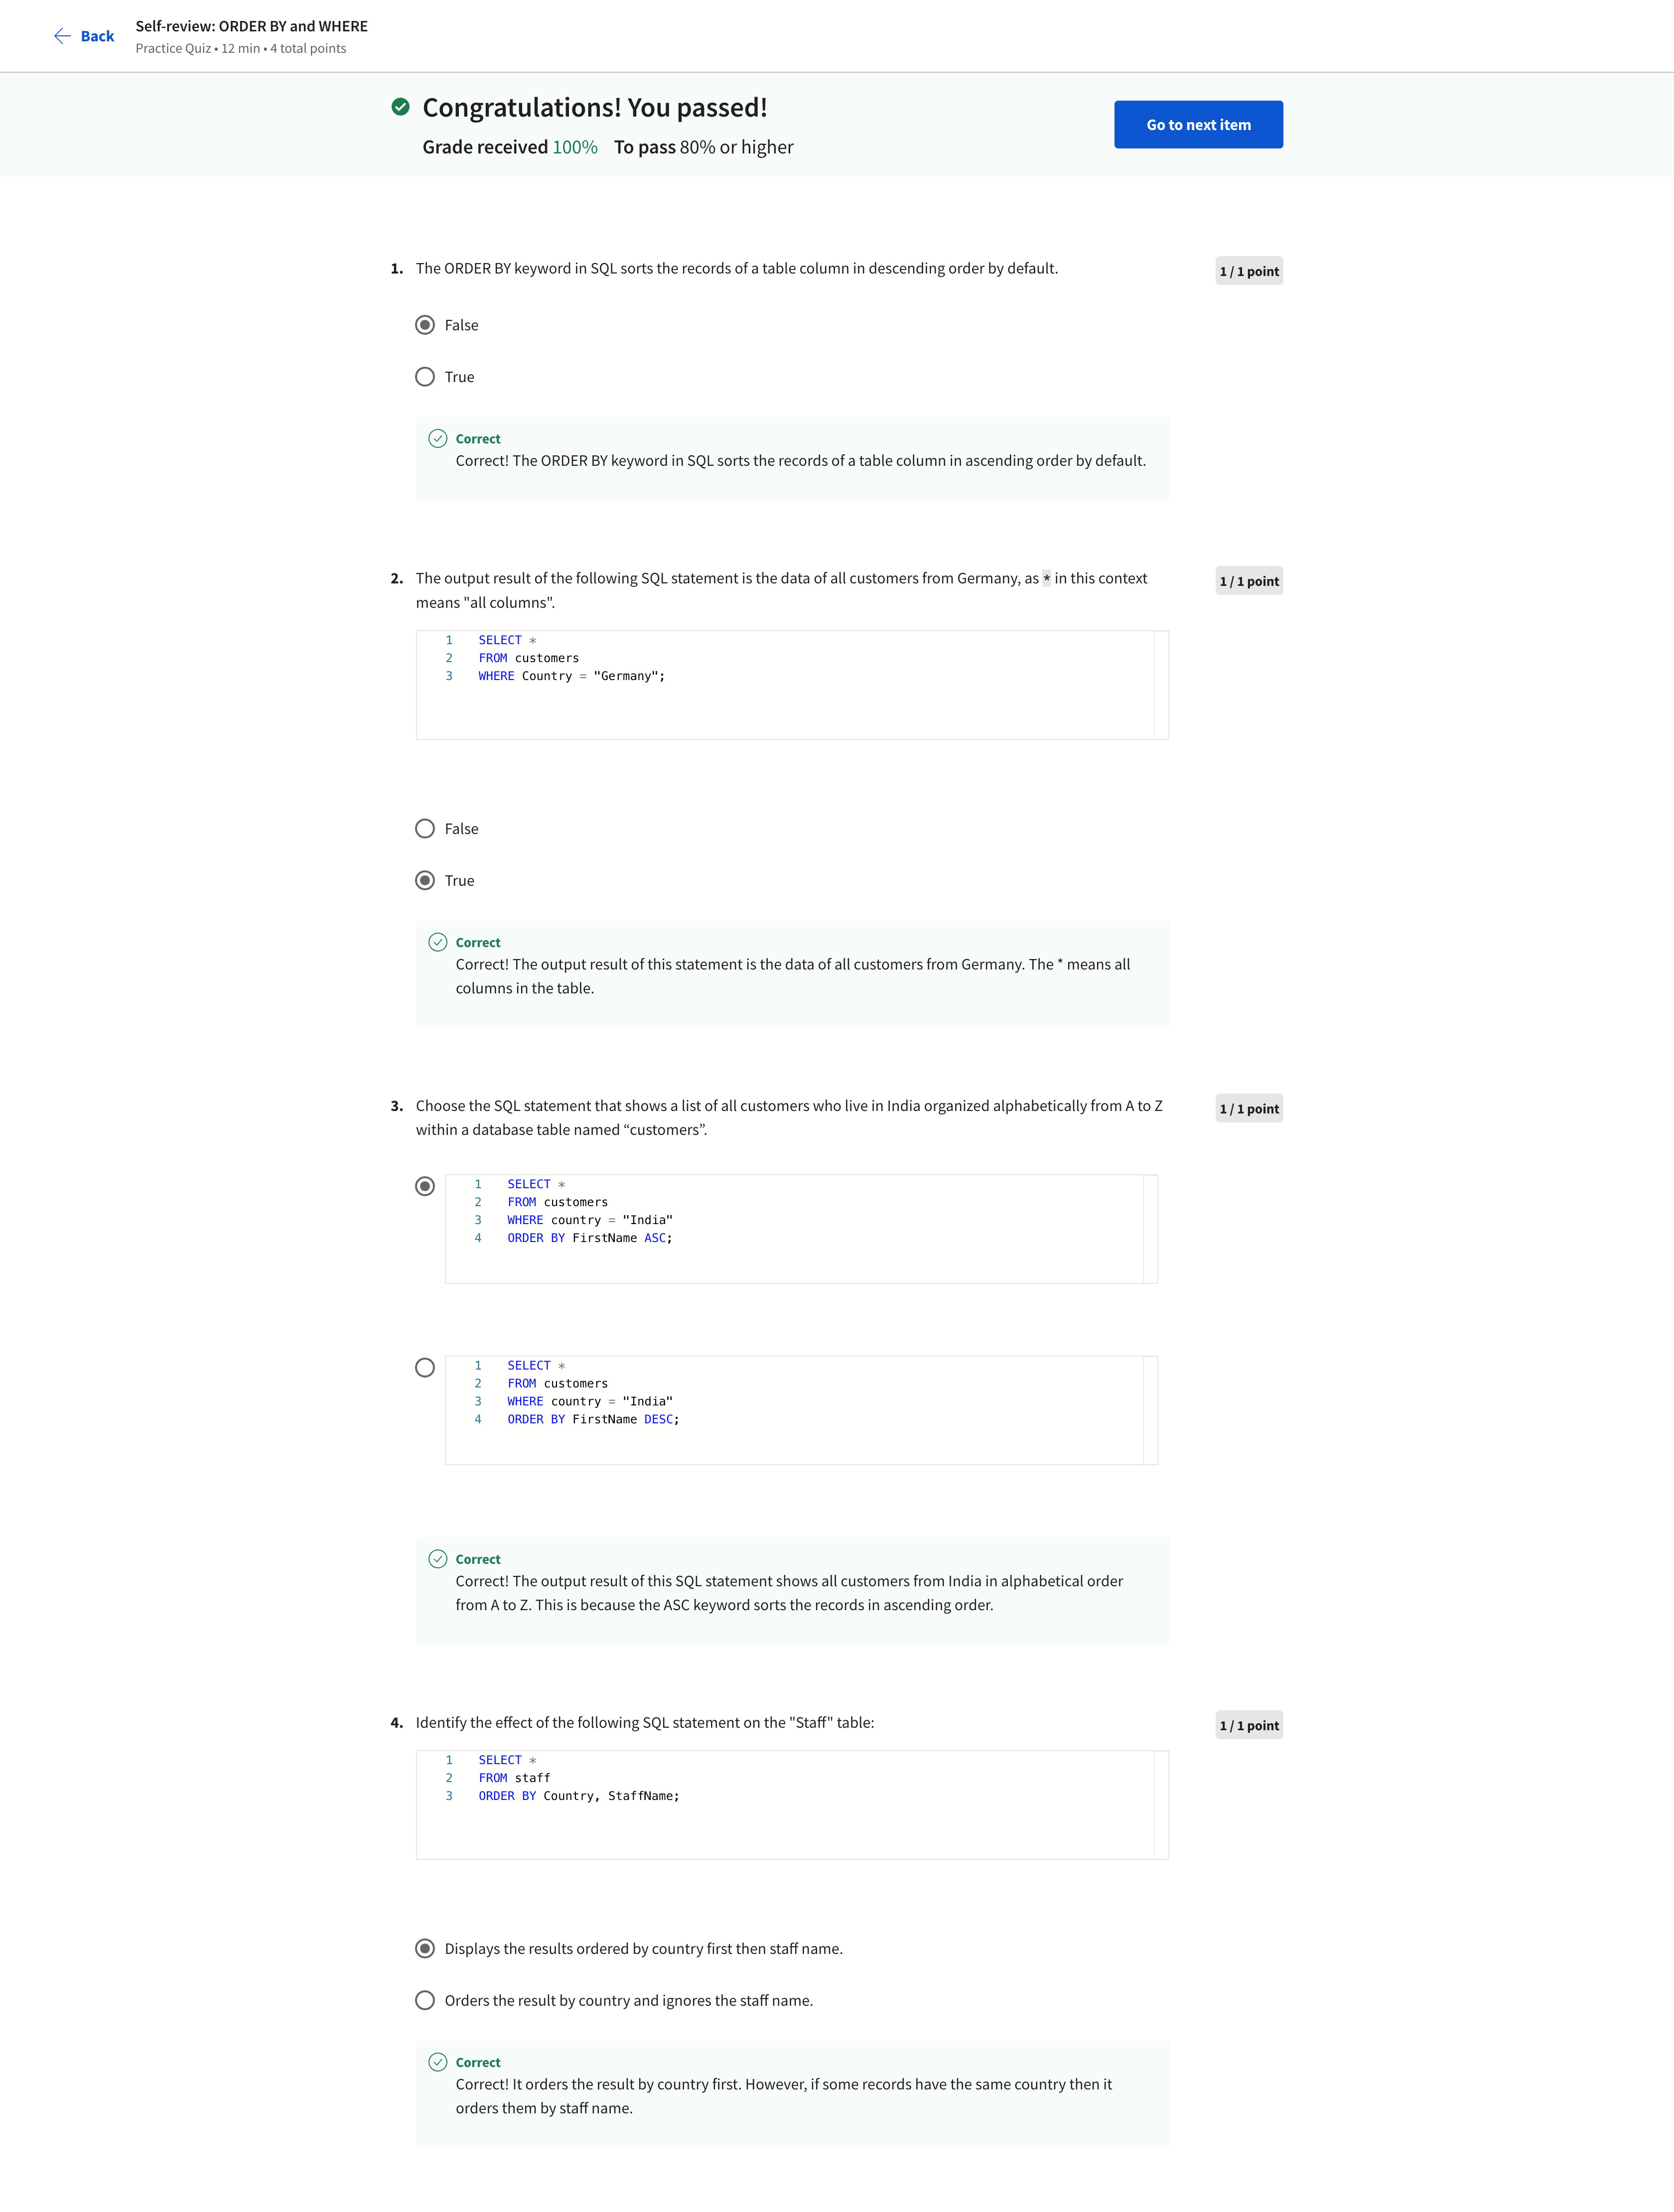 Back
Self-review: ORDER BY and WHERE
Practice Quiz • 12 min • 4 total points
Congratulations! You passed!
Grade received 100% To pass 80% or higher
Go to next item
1. The ORDER BY keyword in SQL sorts the records of a table column in descending order by default.
1 / 1 point
False
True
Correct
Correct! The ORDER BY keyword in SQL sorts the records of a table column in ascending order by default.
2. The output result of the following SQL statement is the data of all customers from Germany, as * in this context
means "all columns".
1 / 1 point
1 SELECT *
2 FROM customers
3 WHERE Country = "Germany";
False
True
Correct
Correct! The output result of this statement is the data of all customers from Germany. The * means all
columns in the table.
3. Choose the SQL statement that shows a list of all customers who live in India organized alphabetically from A to Z
within a database table named “customers”.
1 / 1 point
1 SELECT *
2 FROM customers
3 WHERE country = "India"
4 ORDER BY FirstName ASC;
1 SELECT *
2 FROM customers
3 WHERE country = "India"
4 ORDER BY FirstName DESC;
Correct
Correct! The output result of this SQL statement shows all customers from India in alphabetical order
from A to Z. This is because the ASC keyword sorts the records in ascending order.
4. Identify the effect of the following SQL statement on the "Staff" table:
1 / 1 point
1 SELECT *
2 FROM staff
3 ORDER BY Country, StaffName;
Displays the results ordered by country first then staff name.
Orders the result by country and ignores the staff name.
Correct
Correct! It orders the result by country first. However, if some records have the same country then it
orders them by staff name.